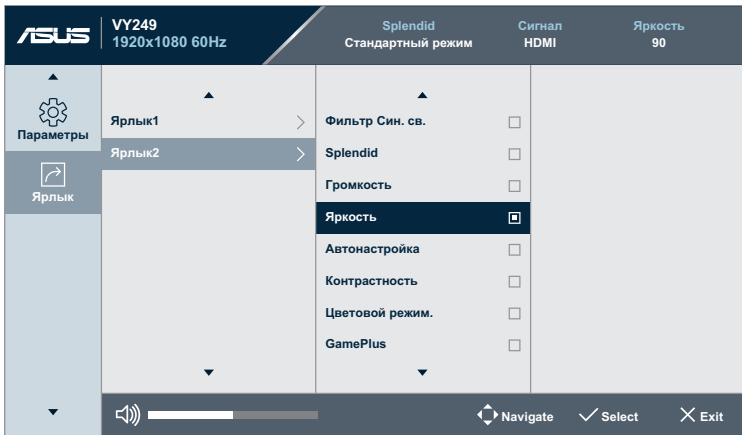 ASUS
VY249
1920x1080 60Hz
Splendid
Стандартный режим
Сигнал
HDMI
Яркость
90
Параметры
Ярлык
Ярлык1
Ярлык2
Фильтр Син. св.
Splendid
Громкость
Яркость
Автонастройка
Контрастность
Цветовой режим.
GamePlus
Navigate
Select
Exit